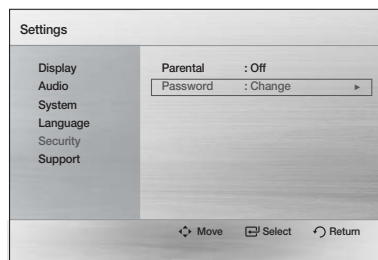 Settings
Display
Audio
System
Language
Security
Support
Parental : Off
Password : Change ►
Move Select Return